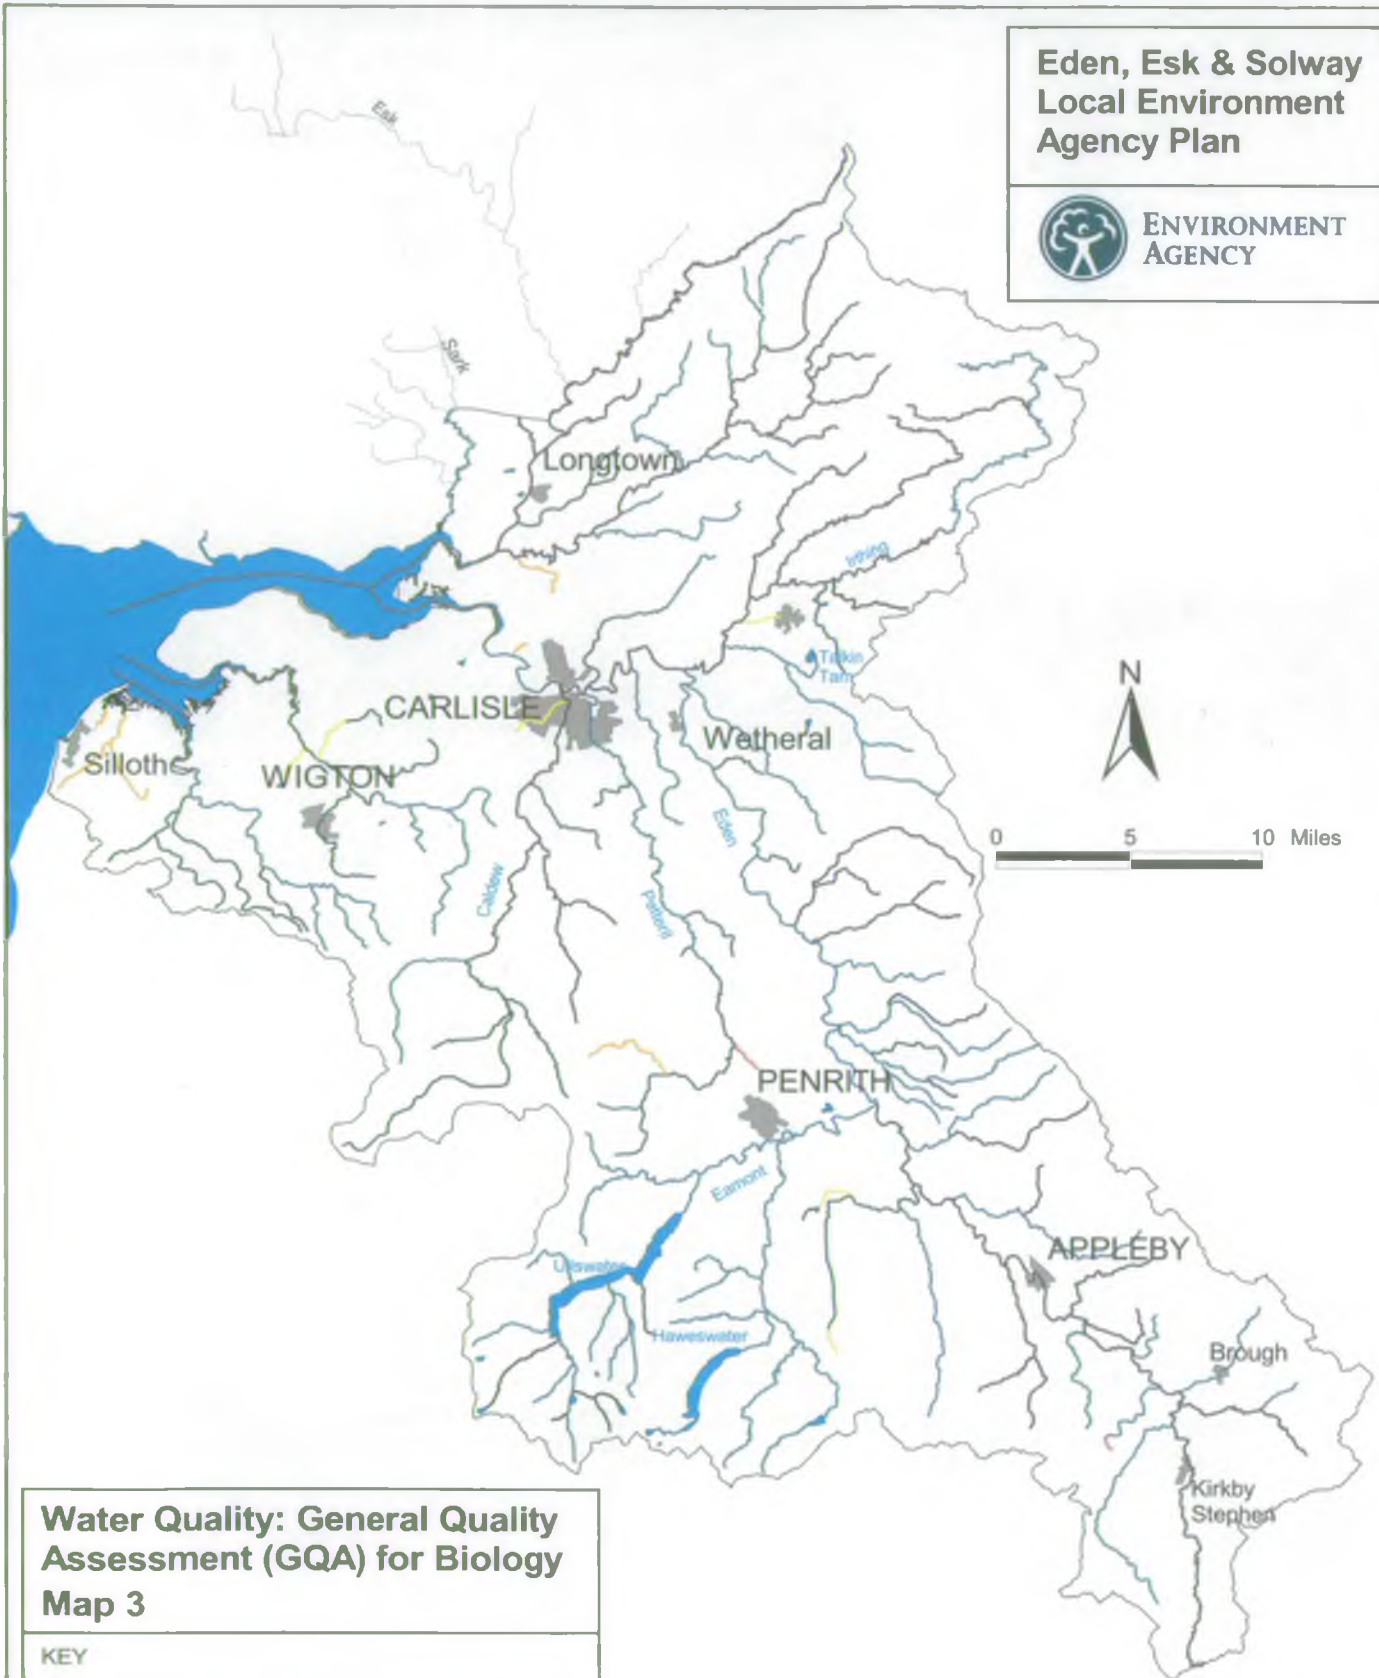 Eden, Esk & Solway
Local Environment
Agency Plan
ENVIRONMENT
AGENCY
Esk
Sark
Longtown
Irthing
Talkin
Tarn
N
CARLISLE
Wetheral
Silloth
WIGTON
0 5 10 Miles
Eden
Caldew
Petteril
PENRITH
Eamont
APPLEBY
Ullswater
Haweswater
Brough
Kirkby
Stephen
Water Quality: General Quality
Assessment (GQA) for Biology
Map 3
KEY